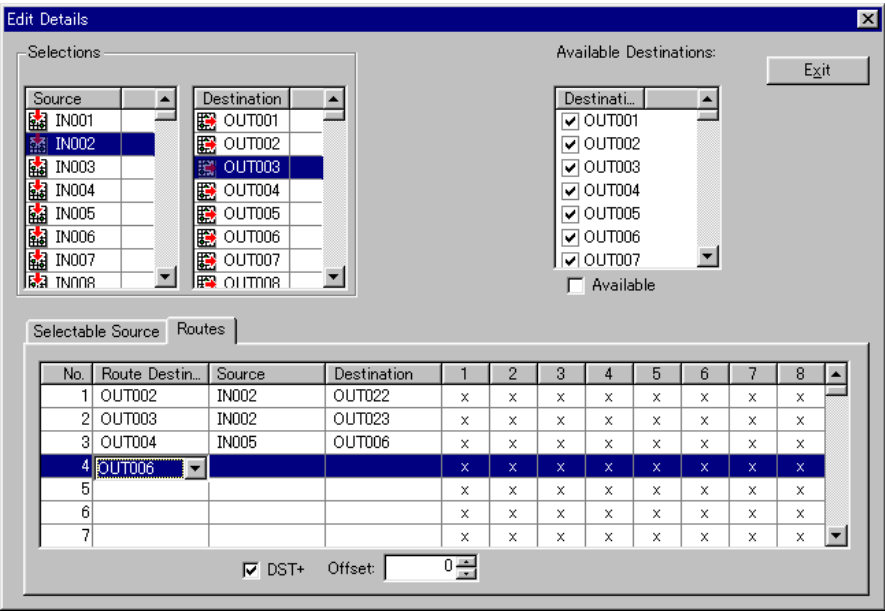 Edit Details
Selections
Available Destinations:
Exit
Source Destination Destinati...
IN001 OUT001 OUT001
IN002 OUT002 OUT002
IN003 OUT003 OUT003
IN004 OUT004 OUT004
IN005 OUT005 OUT005
IN006 OUT006 OUT006
IN007 OUT007 OUT007
IN008 OUT008
Available
Selectable Source Routes
No. Route Destin... Source Destination 1 2 3 4 5 6 7 8
1 OUT002 IN002 OUT022 x x x x x x x x
2 OUT003 IN002 OUT023 x x x x x x x x
3 OUT004 IN005 OUT006 x x x x x x x x
4 OUT006 x x x x x x x x
5 x x x x x x x x
6 x x x x x x x x
7 x x x x x x x x
DST+ Offset: 0